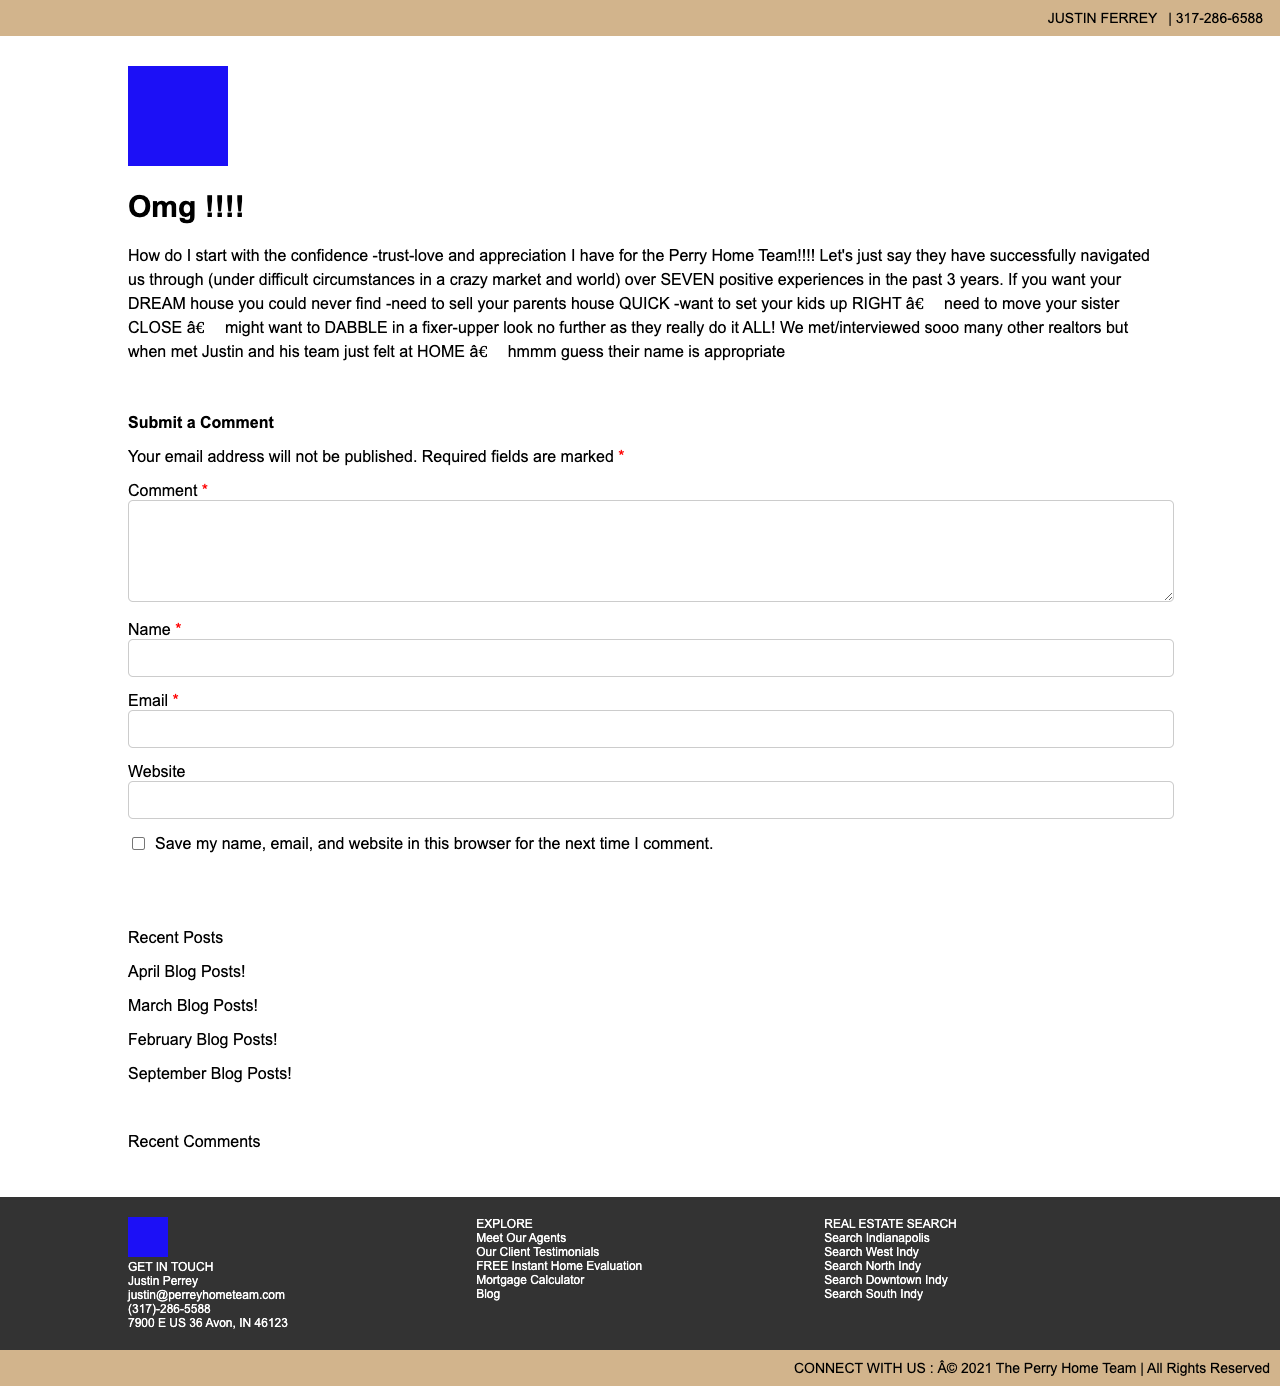 JUSTIN FERREY | 317-286-6588
Omg !!!!
How do I start with the confidence -trust-love and appreciation I have for the Perry Home Team!!!! Let's just say they have successfully navigated
us through (under difficult circumstances in a crazy market and world) over SEVEN positive experiences in the past 3 years. If you want your
DREAM house you could never find -need to sell your parents house QUICK -want to set your kids up RIGHT â€ need to move your sister
CLOSE â€ might want to DABBLE in a fixer-upper look no further as they really do it ALL! We met/interviewed sooo many other realtors but
when met Justin and his team just felt at HOME â€ hmmm guess their name is appropriate
Submit a Comment
Your email address will not be published. Required fields are marked *
Comment *
Name *
Email *
Website
Save my name, email, and website in this browser for the next time I comment.
Recent Posts
April Blog Posts!
March Blog Posts!
February Blog Posts!
September Blog Posts!
Recent Comments
GET IN TOUCH
Justin Perrey
justin@perreyhometeam.com
(317)-286-5588
7900 E US 36 Avon, IN 46123
EXPLORE
Meet Our Agents
Our Client Testimonials
FREE Instant Home Evaluation
Mortgage Calculator
Blog
REAL ESTATE SEARCH
Search Indianapolis
Search West Indy
Search North Indy
Search Downtown Indy
Search South Indy
CONNECT WITH US : Â© 2021 The Perry Home Team | All Rights Reserved